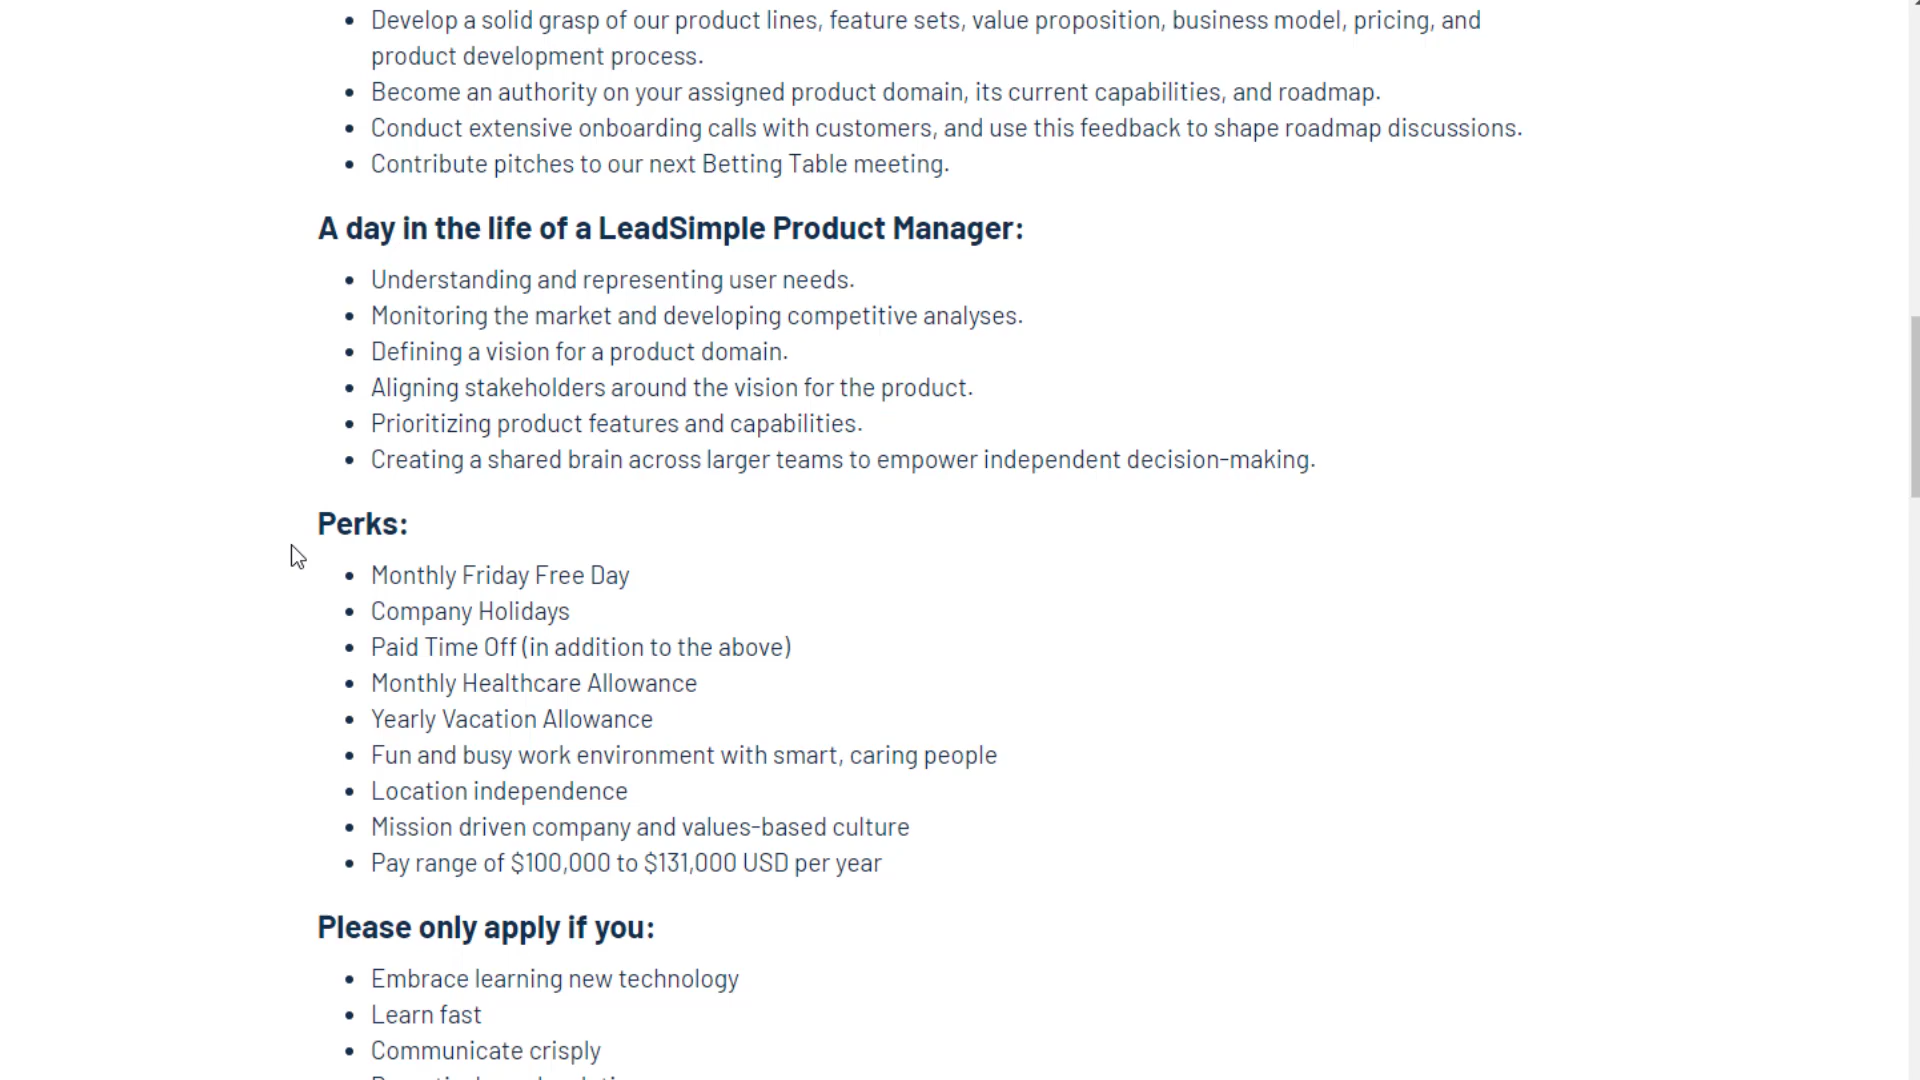 Develop a solid grasp of our product lines, feature sets, value proposition, business model, pricing, and
product development process.
Become an authority on your assigned product domain, its current capabilities, and roadmap.
Conduct extensive onboarding calls with customers, and use this feedback to shape roadmap discussions.
Contribute pitches to our next Betting Table meeting.
A day in the life of a LeadSimple Product Manager:
Understanding and representing user needs.
Monitoring the market and developing competitive analyses.
Defining a vision for a product domain.
Aligning stakeholders around the vision for the product.
Prioritizing product features and capabilities.
Creating a shared brain across larger teams to empower independent decision-making.
Perks:
Monthly Friday Free Day
Company Holidays
Paid Time Off (in addition to the above)
Monthly Healthcare Allowance
Yearly Vacation Allowance
Fun and busy work environment with smart, caring people
Location independence
Mission driven company and values-based culture
Pay range of $100,000 to $131,000 USD per year
Please only apply if you:
Embrace learning new technology
Learn fast
Communicate crisply